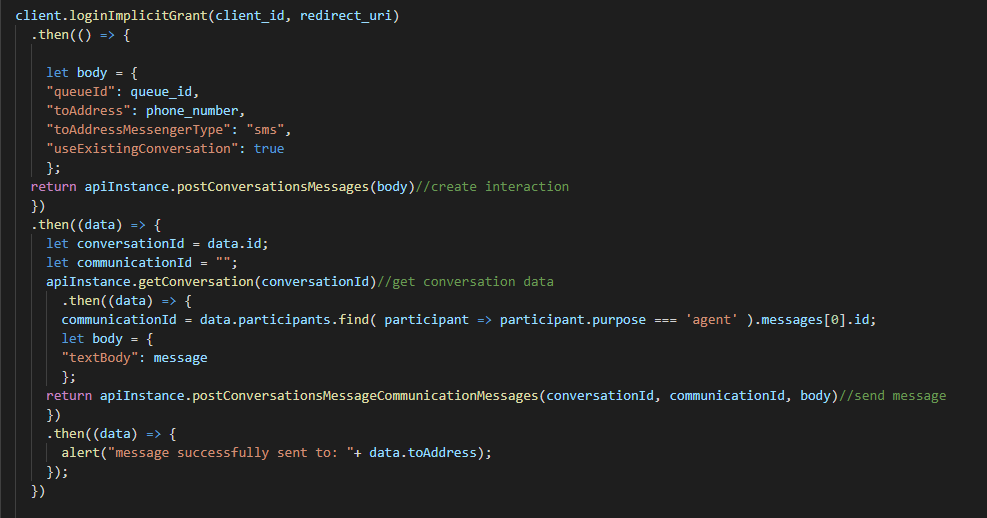 client.loginImplicitGrant(client_id, redirect_uri)
.then(() => {
let body = {
"queueId": queue_id,
"toAddress": phone_number,
"toAddressMessengerType": "sms",
"useExistingConversation": true
};
return apiInstance.postConversationsMessages(body)//create interaction
})
.then((data) => {
let conversationId = data.id;
let communicationId = "";
apiInstance.getConversation(conversationId)//get conversation data
.then((data) => {
communicationId = data.participants.find( participant => participant.purpose === 'agent' ).messages[0].id;
let body = {
"textBody": message
};
return apiInstance.postConversationsMessageCommunicationMessages(conversationId, communicationId, body)//send message
})
.then((data) => {
alert("message successfully sent to: "+ data.toAddress);
});
})